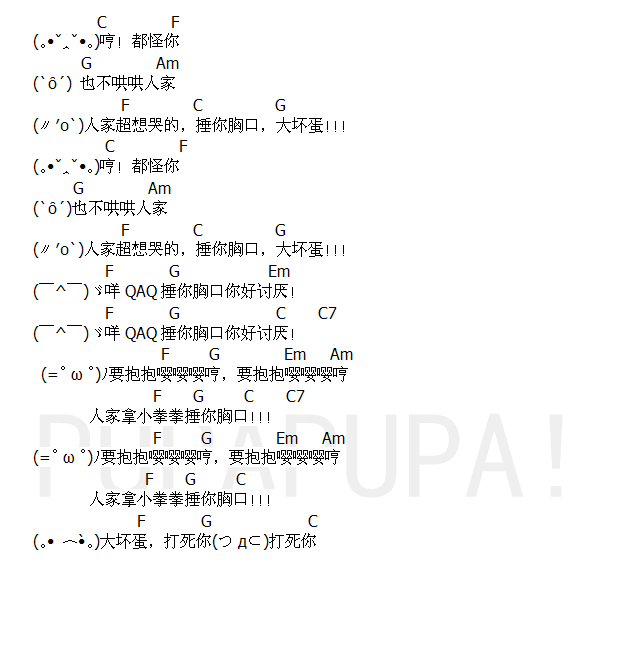 C F
(｡•ˇ‸ˇ•｡)哼! 都怪你
G Am
(`ô´) 也不哄哄人家
F C G
(〃′o`)人家超想哭的，捶你胸口，大坏蛋!!!
C F
(｡•ˇ‸ˇ•｡)哼! 都怪你
G Am
(`ô´)也不哄哄人家
F C G
(〃′o`)人家超想哭的，捶你胸口，大坏蛋!!!
F G Em
(￣^￣)ゞ咩 QAQ 捶你胸口你好讨厌!
F G C C7
(￣^￣)ゞ咩 QAQ 捶你胸口你好讨厌!
F G Em Am
(=ﾟωﾟ)ﾉ要抱抱嘤嘤嘤哼，要抱抱嘤嘤嘤哼
F G C C7
人家拿小拳拳捶你胸口!!!
F G Em Am
(=ﾟωﾟ)ﾉ要抱抱嘤嘤嘤哼，要抱抱嘤嘤嘤哼
F G C
人家拿小拳拳捶你胸口!!!
F G C
(｡•︿•̀｡)大坏蛋，打死你(つд⊂)打死你
PUPAPUPA!